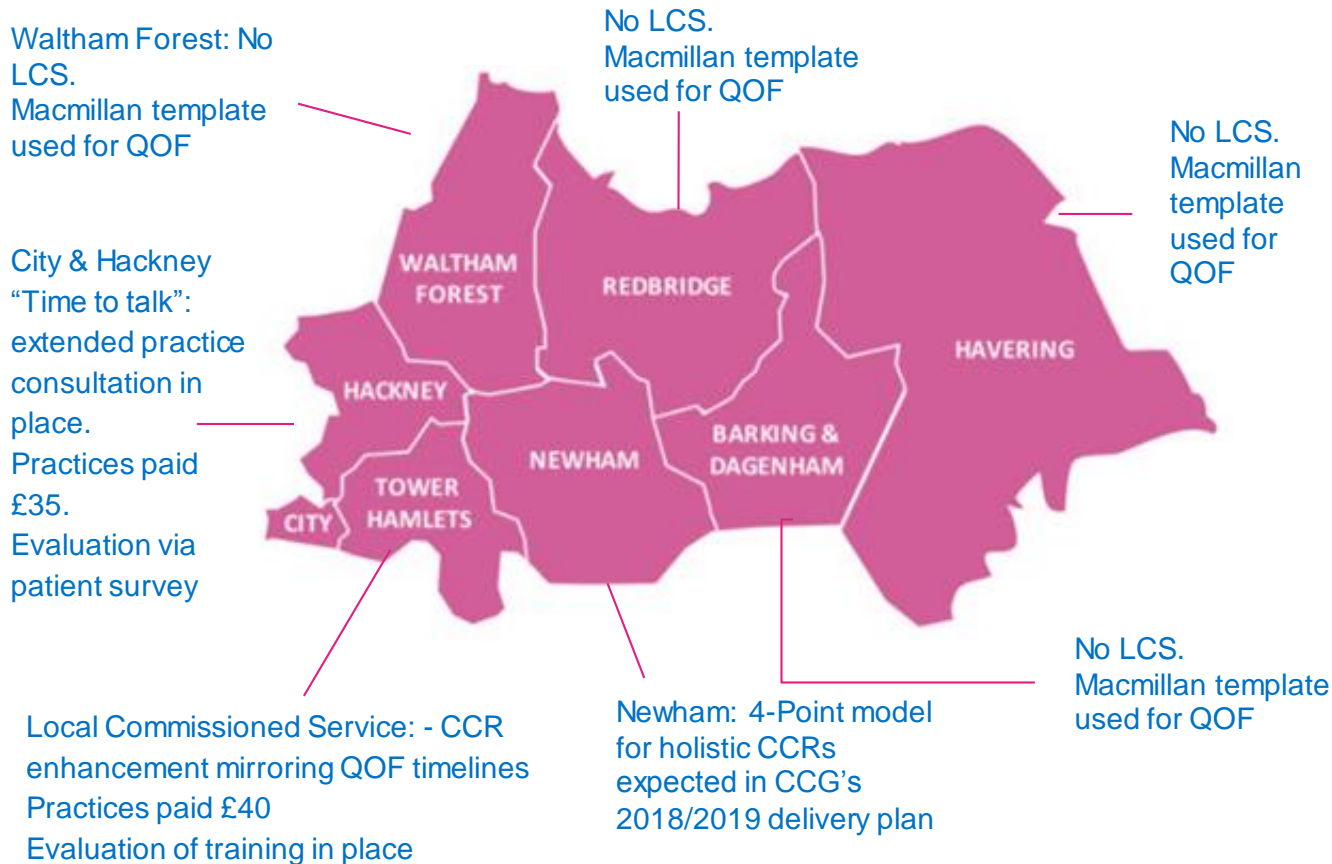 Waltham Forest: No
LCS.
Macmillan template
used for QOF
No LCS.
Macmillan template
used for QOF
No LCS.
Macmillan
template
used for
QOF
City & Hackney
“Time to talk”:
extended practice
consultation in
place.
Practices paid
£35.
Evaluation via
patient survey
WALTHAM
FOREST
REDBRIDGE
HAVERING
HACKNEY
NEWHAM
BARKING &
DAGENHAM
TOWER
HAMLETS
CITY
Local Commissioned Service: - CCR
enhancement mirroring QOF timelines
Practices paid £40
Evaluation of training in place
Newham: 4-Point model
for holistic CCRs
expected in CCG’s
2018/2019 delivery plan
No LCS.
Macmillan template
used for QOF